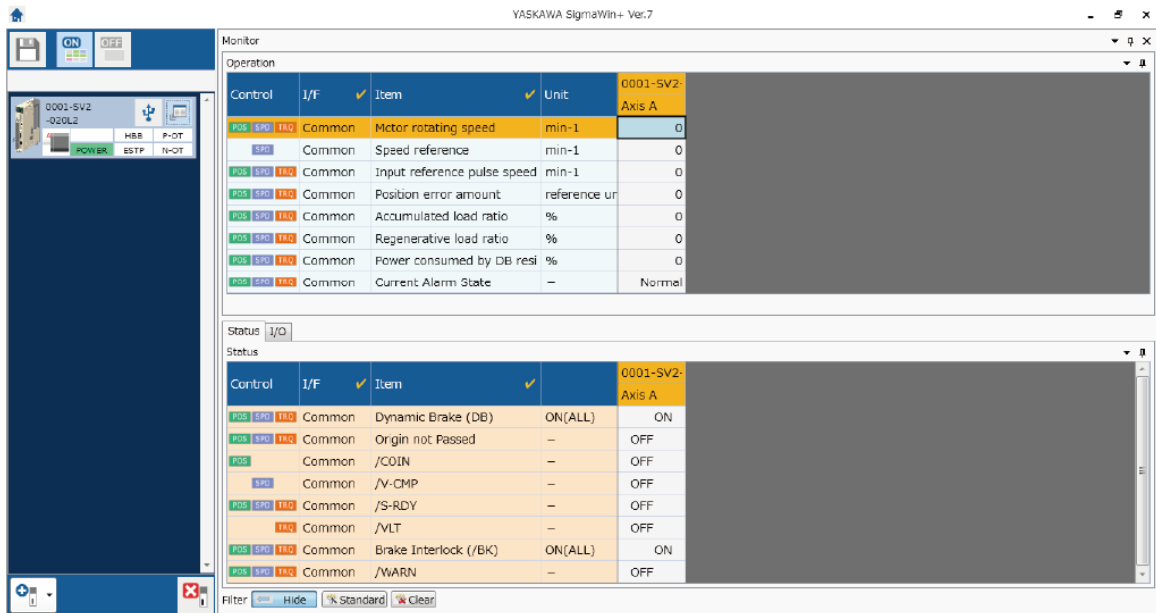 YASKAWA SigmaWin+ Ver.7
ON OFF
Monitor
Operation
0001-SV2
-020L2
HBB P-OT
POWER ESTP N-OT
Control I/F Item Unit 0001-SV2- Axis A
POS SPD TRQ Common Motor rotating speed min-1 0
SPD Common Speed reference min-1 0
POS SPD TRQ Common Input reference pulse speed min-1 0
POS SPD TRQ Common Position error amount reference ur 0
POS SPD TRQ Common Accumulated load ratio % 0
POS SPD TRQ Common Regenerative load ratio % 0
POS SPD TRQ Common Power consumed by DB resi % 0
POS SPD TRQ Common Current Alarm State – Normal
Status I/O
Status
Control I/F Item 0001-SV2- Axis A
POS SPD TRQ Common Dynamic Brake (DB) ON(ALL) ON
POS SPD TRQ Common Origin not Passed – OFF
POS Common /COIN – OFF
SPD Common /V-CMP – OFF
POS SPD TRQ Common /S-RDY – OFF
TRQ Common /VLT – OFF
POS SPD TRQ Common Brake Interlock (/BK) ON(ALL) ON
POS SPD TRQ Common /WARN – OFF
Filter Hide Standard Clear